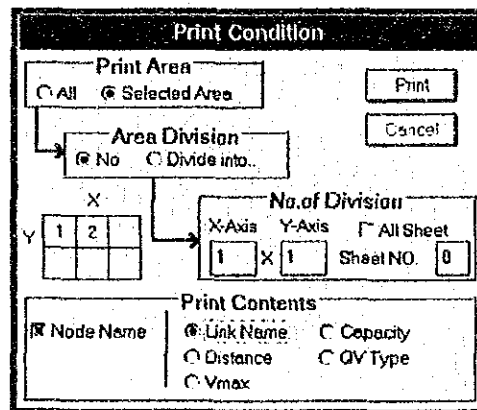 Print Condition
Print Area
All Selected Area
Print
Cancel
Area Division
No Divide into..
X
Y 1 2
No.of Division
X-Axis Y-Axis All Sheet
1 X 1 Sheet NO. 0
Print Contents
Node Name Link Name Capacity
Distance QV Type
Vmax